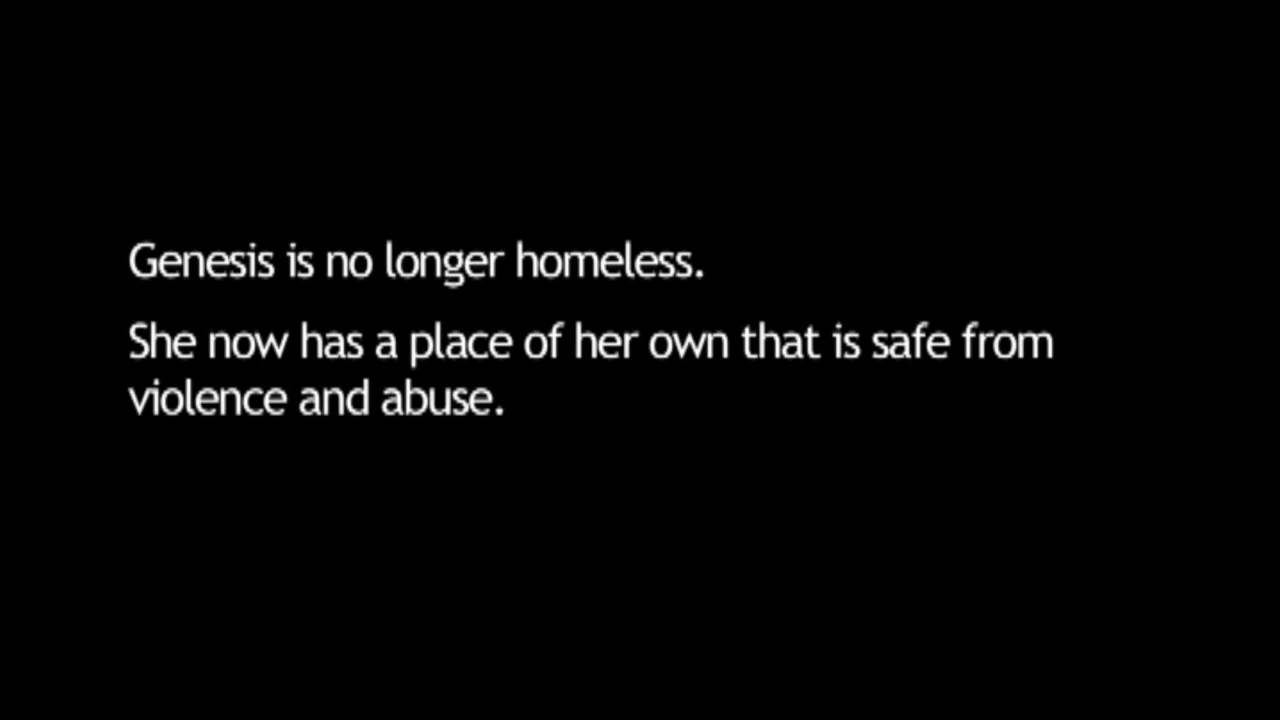 Genesis is no longer homeless.
She now has a place of her own that is safe from
violence and abuse.